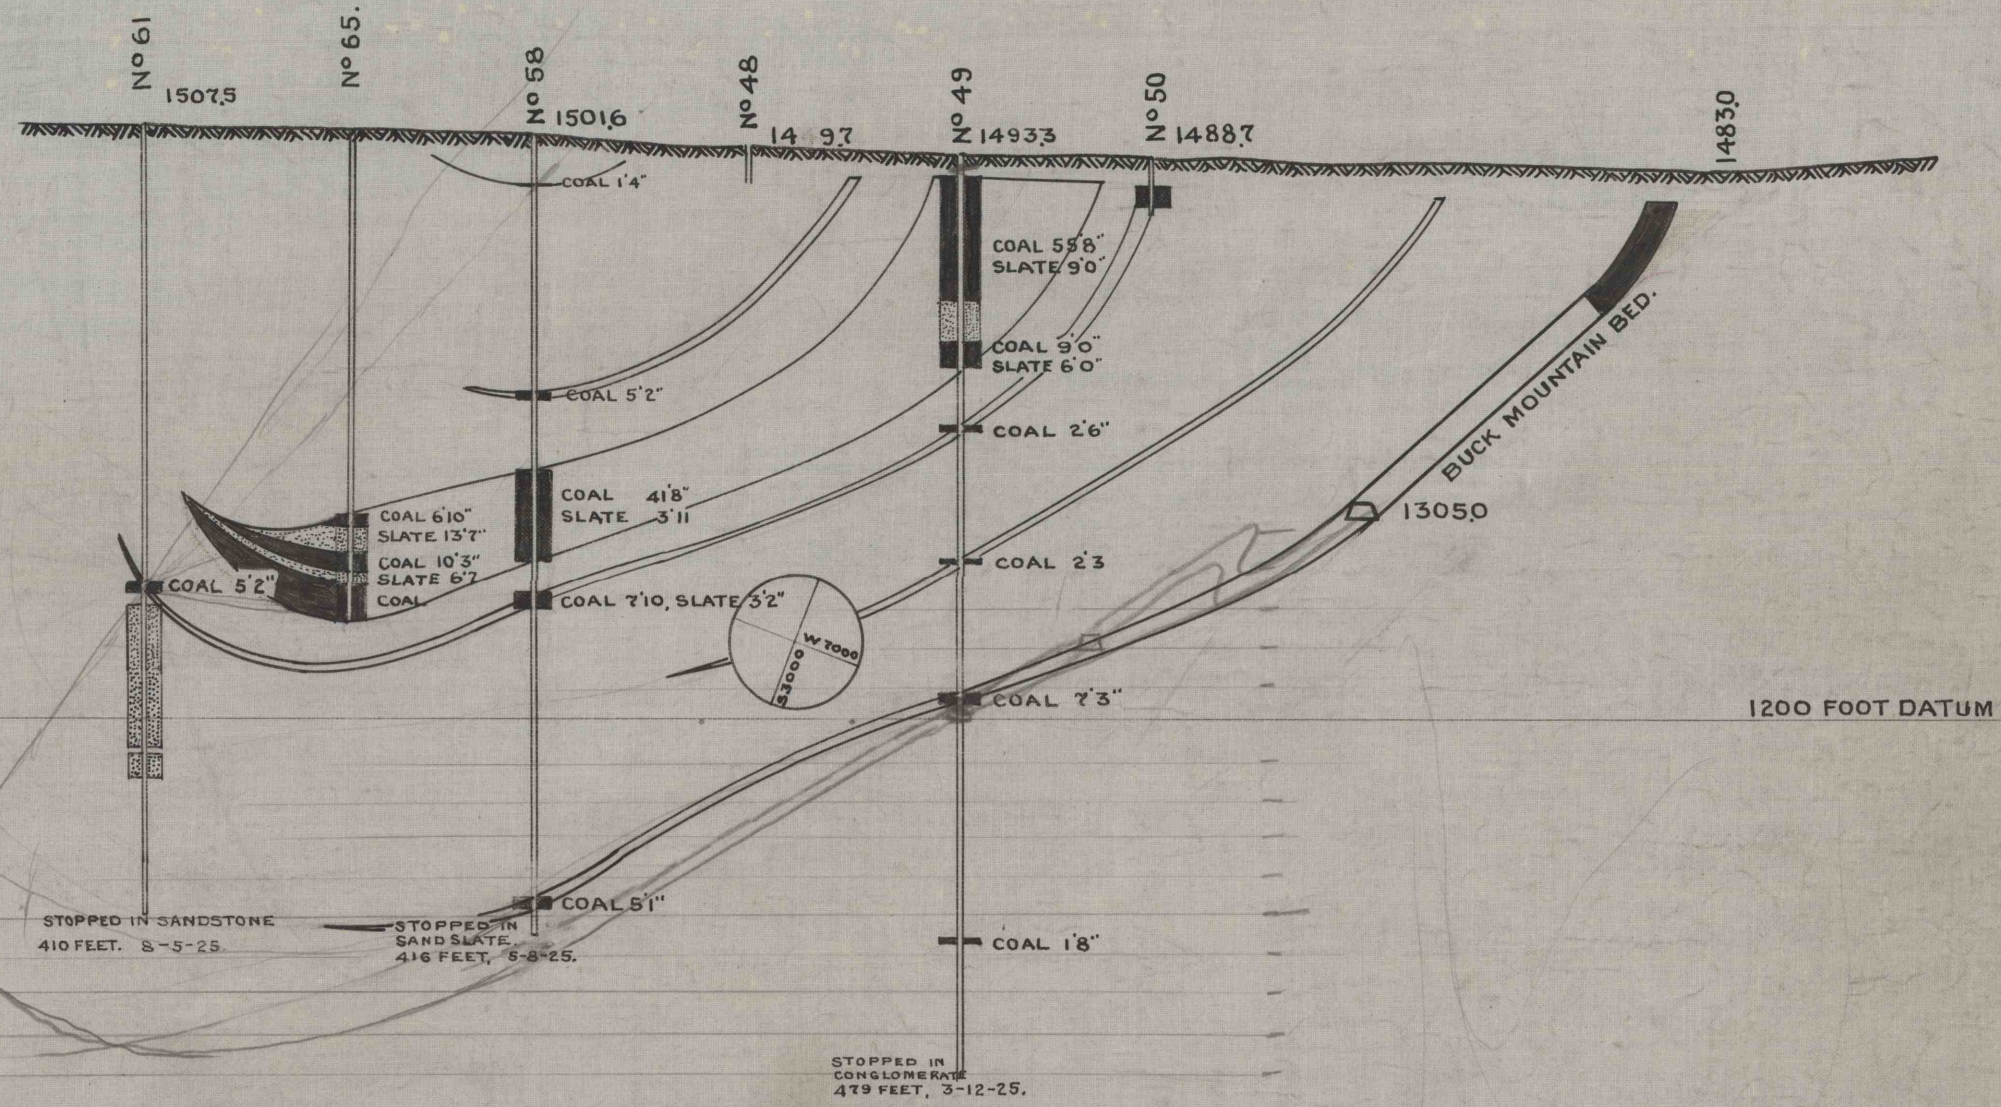 Nº 61
1507.5
Nº 65.
Nº 58
1501.6
Nº 48
14 9.7
Nº 49
1493.3
Nº 50
1488.7
1483.0
COAL 1'4"
COAL 5'2"
COAL 55'8"
SLATE 9'0"
COAL 9'0"
SLATE 6'0"
COAL 2'6"
COAL 2'3
COAL 7'3"
COAL 1'8"
COAL 41'8"
SLATE 3'11
COAL 7'10, SLATE 3'2"
COAL 5'1"
COAL 6'10"
SLATE 13'7"
COAL 10'3"
SLATE 6'7
COAL
COAL 5'2"
W 7000
S3000
BUCK MOUNTAIN BED.
1305.0
1200 FOOT DATUM
STOPPED IN SANDSTONE
410 FEET. 8-5-25.
STOPPED IN
SAND SLATE.
416 FEET, 5-8-25.
STOPPED IN
CONGLOMERATE
479 FEET, 3-12-25.